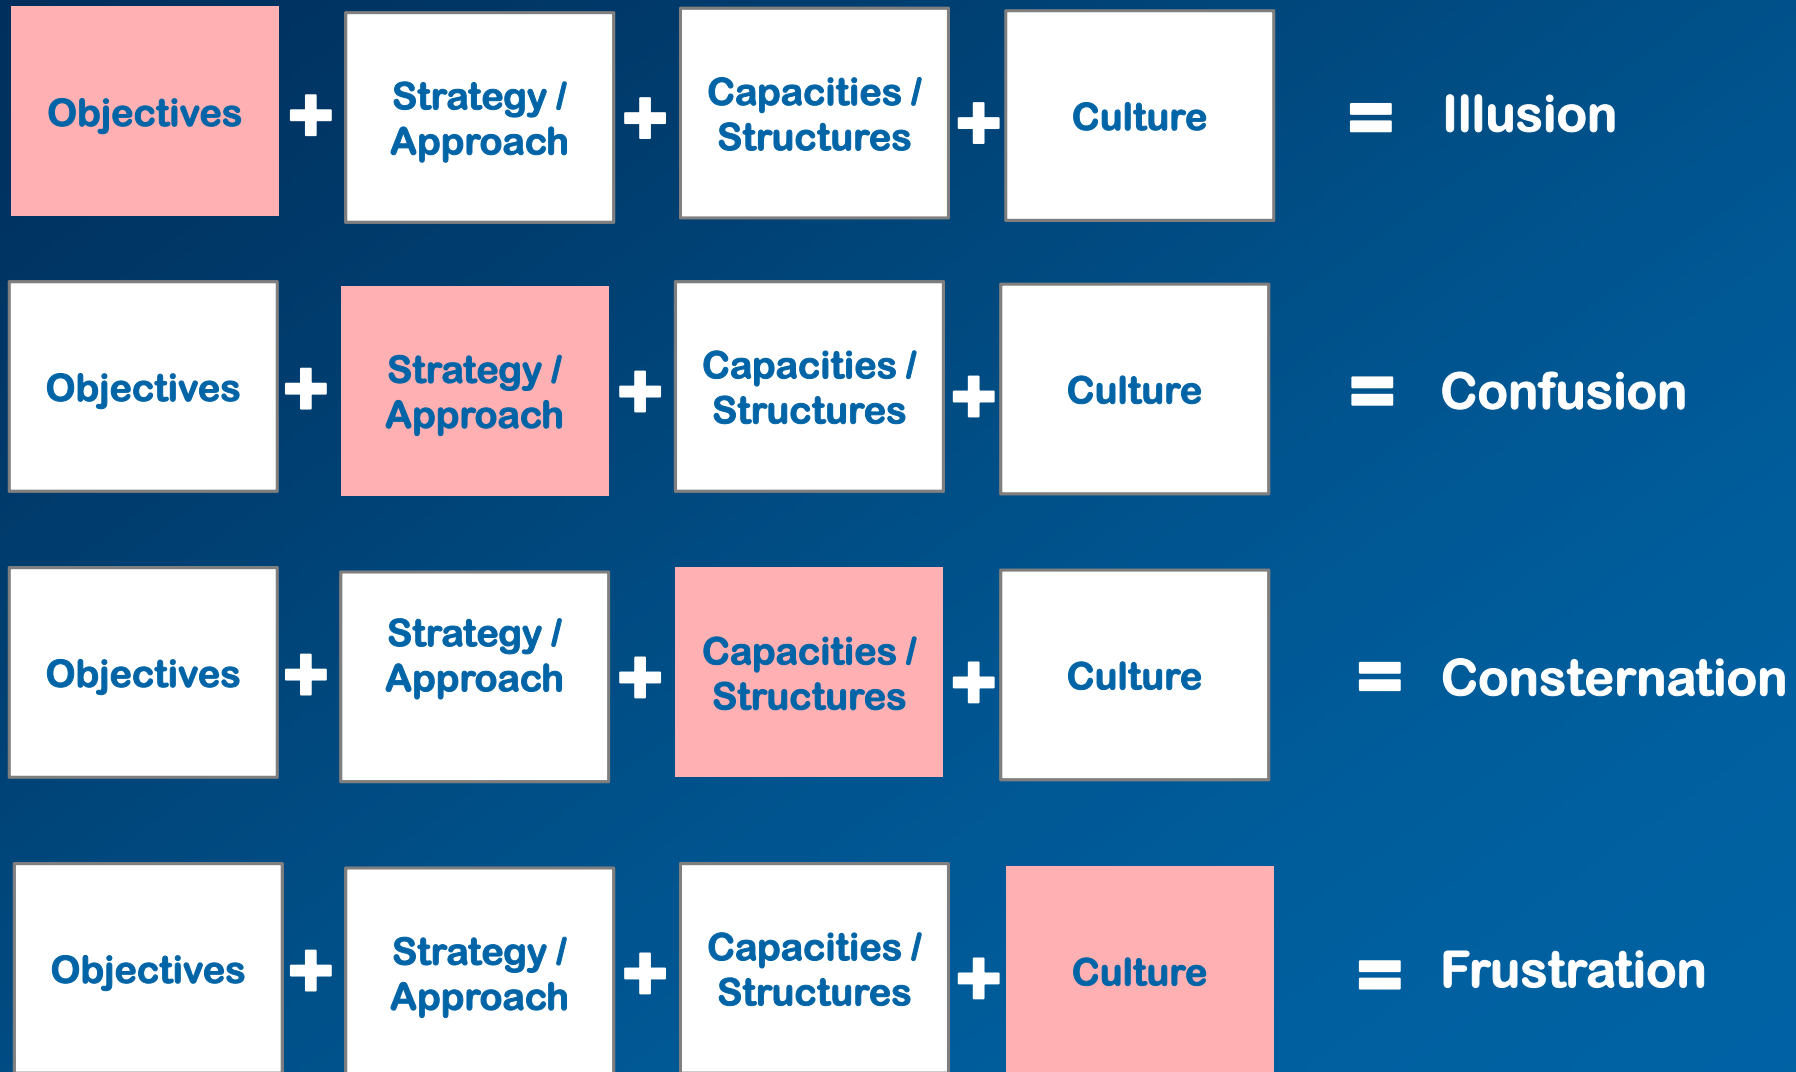 Objectives + Strategy / Approach + Capacities / Structures + Culture = Illusion
Objectives + Strategy / Approach + Capacities / Structures + Culture = Confusion
Objectives + Strategy / Approach + Capacities / Structures + Culture = Consternation
Objectives + Strategy / Approach + Capacities / Structures + Culture = Frustration